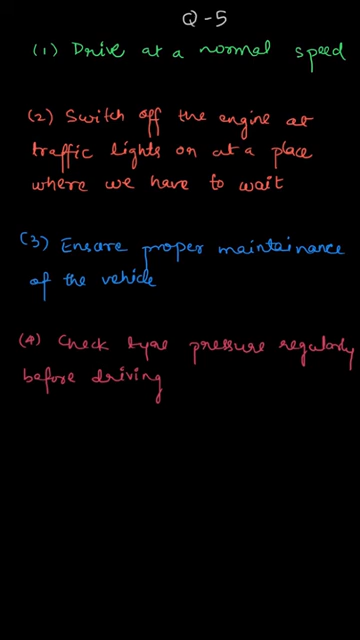 Q-5
(1) Drive at a normal speed
(2) Switch off the engine at
traffic lights on at a place
where we have to wait
(3) Ensure proper maintainance
of the vehicle
(4) Check tyre pressure regularly
before driving